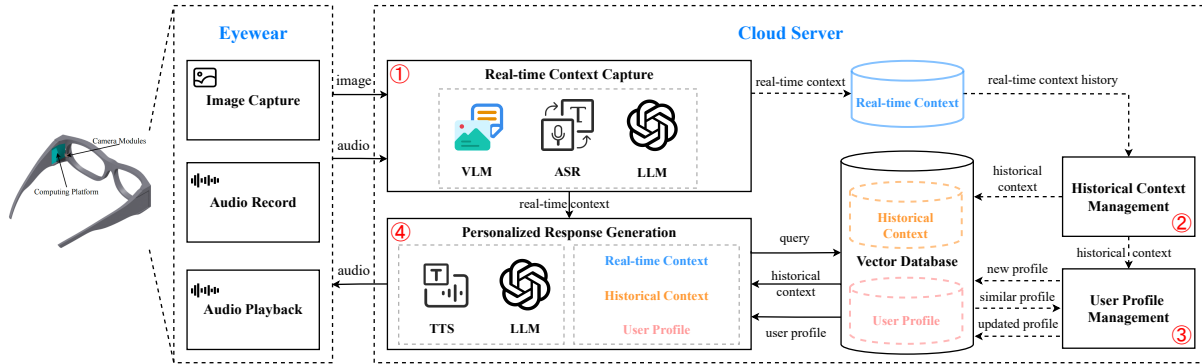 Eyewear
Cloud Server
Image Capture
Audio Record
Audio Playback
Camera Modules
Computing Platform
image
audio
audio
①
Real-time Context Capture
VLM
T
ASR
LLM
real-time context
real-time context
Real-time Context
real-time context history
Historical Context
Management
②
historical
context
historical context
Historical
Context
Vector Database
User Profile
new profile
similar profile
updated profile
User Profile
Management
③
④
Personalized Response Generation
T
TTS
LLM
Real-time Context
Historical Context
User Profile
query
historical
context
user profile